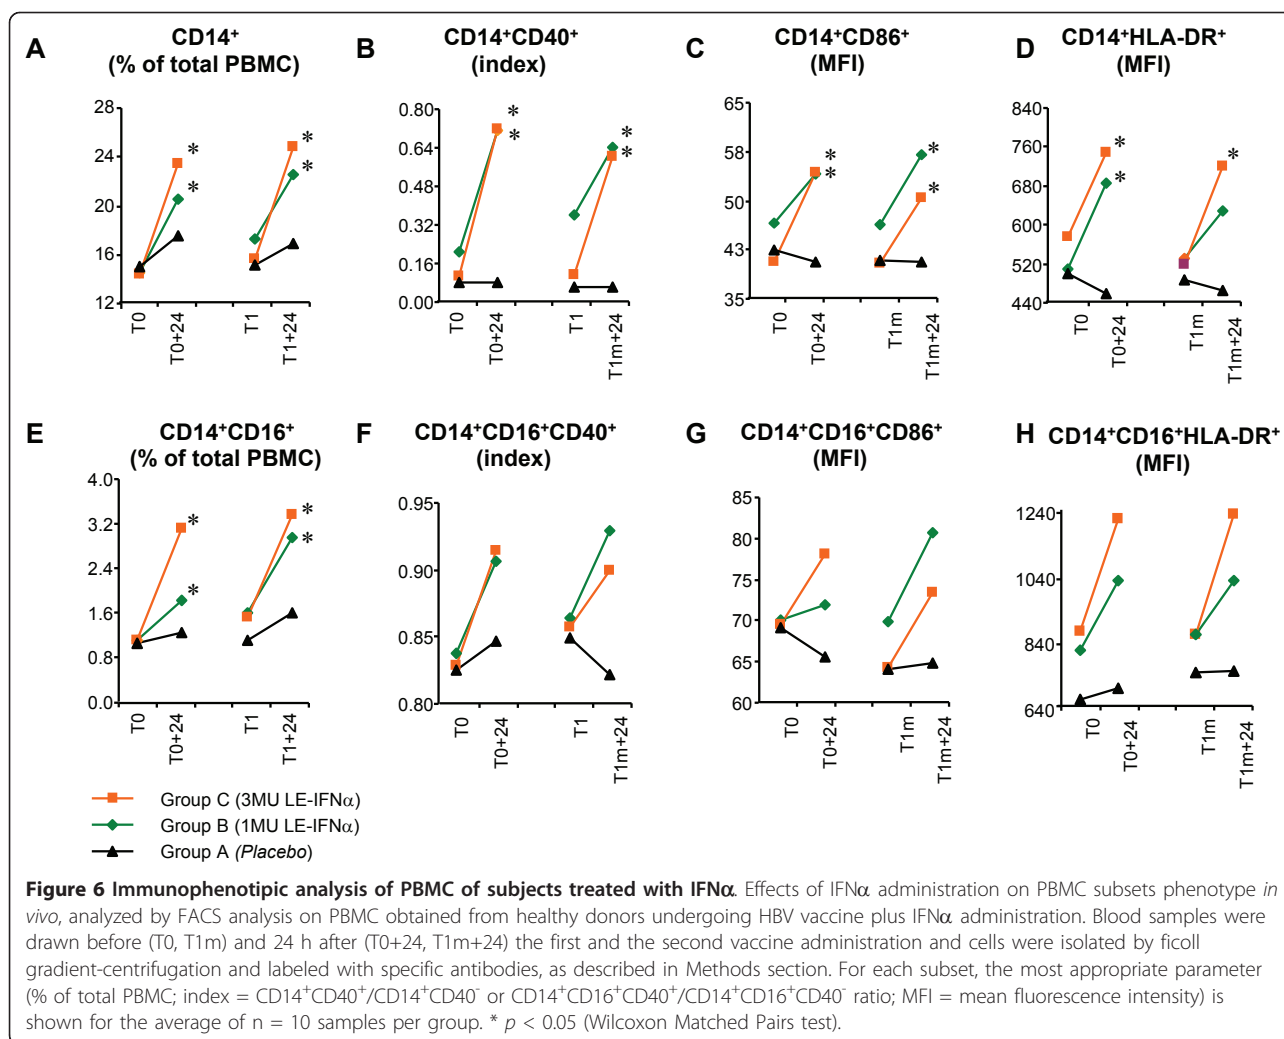 A
CD14⁺
(% of total PBMC)
28
24
20
16
12
* * * *
T0
T0+24
T1
T1+24
B
CD14⁺CD40⁺
(index)
0.80
0.64
0.48
0.32
0.16
0.00
* * * *
T0
T0+24
T1
T1m+24
C
CD14⁺CD86⁺
(MFI)
65
58
50
43
35
* * * *
T0
T0+24
T1m
T1m+24
D
CD14⁺HLA-DR⁺
(MFI)
840
760
680
600
520
440
* * *
T0
T0+24
T1m
T1m+24
E
CD14⁺CD16⁺
(% of total PBMC)
4.0
3.2
2.4
1.6
0.8
0.0
* * * *
T0
T0+24
T1
T1+24
F
CD14⁺CD16⁺CD40⁺
(index)
0.95
0.90
0.85
0.80
T0
T0+24
T1
T1m+24
G
CD14⁺CD16⁺CD86⁺
(MFI)
85
80
75
70
65
60
T0
T0+24
T1m
T1m+24
H
CD14⁺CD16⁺HLA-DR⁺
(MFI)
1240
1040
840
640
T0
T0+24
T1m
T1m+24
Group C (3MU LE-IFNα)
Group B (1MU LE-IFNα)
Group A (Placebo)
Figure 6 Immunophenotipic analysis of PBMC of subjects treated with IFNα. Effects of IFNα administration on PBMC subsets phenotype in
vivo, analyzed by FACS analysis on PBMC obtained from healthy donors undergoing HBV vaccine plus IFNα administration. Blood samples were
drawn before (T0, T1m) and 24 h after (T0+24, T1m+24) the first and the second vaccine administration and cells were isolated by ficoll
gradient-centrifugation and labeled with specific antibodies, as described in Methods section. For each subset, the most appropriate parameter
(% of total PBMC; index = CD14⁺CD40⁺/CD14⁺CD40⁻ or CD14⁺CD16⁺CD40⁺/CD14⁺CD16⁺CD40⁻ ratio; MFI = mean fluorescence intensity) is
shown for the average of n = 10 samples per group. * p < 0.05 (Wilcoxon Matched Pairs test).